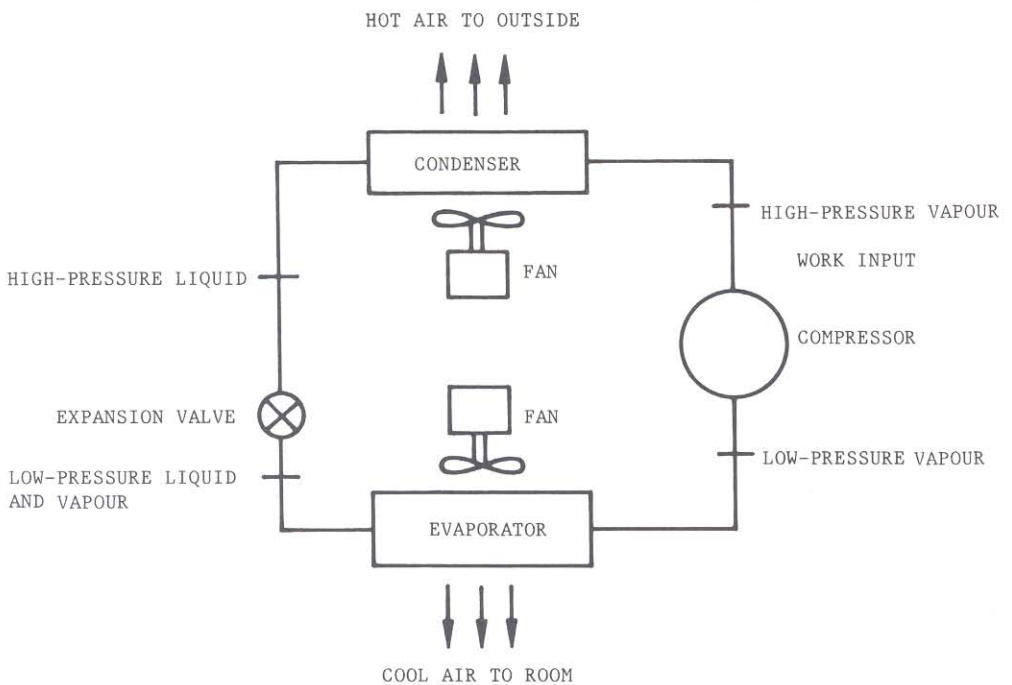 HOT AIR TO OUTSIDE
CONDENSER
HIGH-PRESSURE VAPOUR
WORK INPUT
FAN
HIGH-PRESSURE LIQUID
COMPRESSOR
EXPANSION VALVE
FAN
LOW-PRESSURE VAPOUR
LOW-PRESSURE LIQUID
AND VAPOUR
EVAPORATOR
COOL AIR TO ROOM